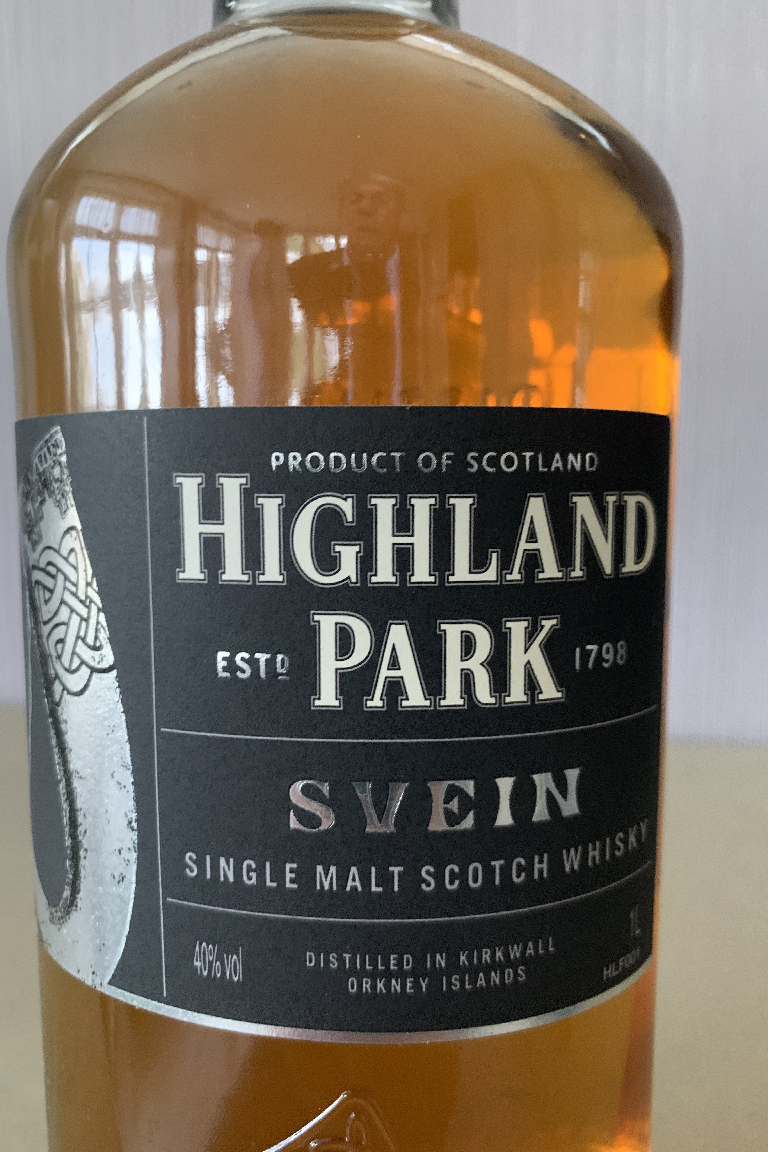 PRODUCT OF SCOTLAND
HIGHLAND
ESTD PARK 1798
SVEIN
SINGLE MALT SCOTCH WHISKY
40% vol
DISTILLED IN KIRKWALL
ORKNEY ISLANDS
1L
HLF001